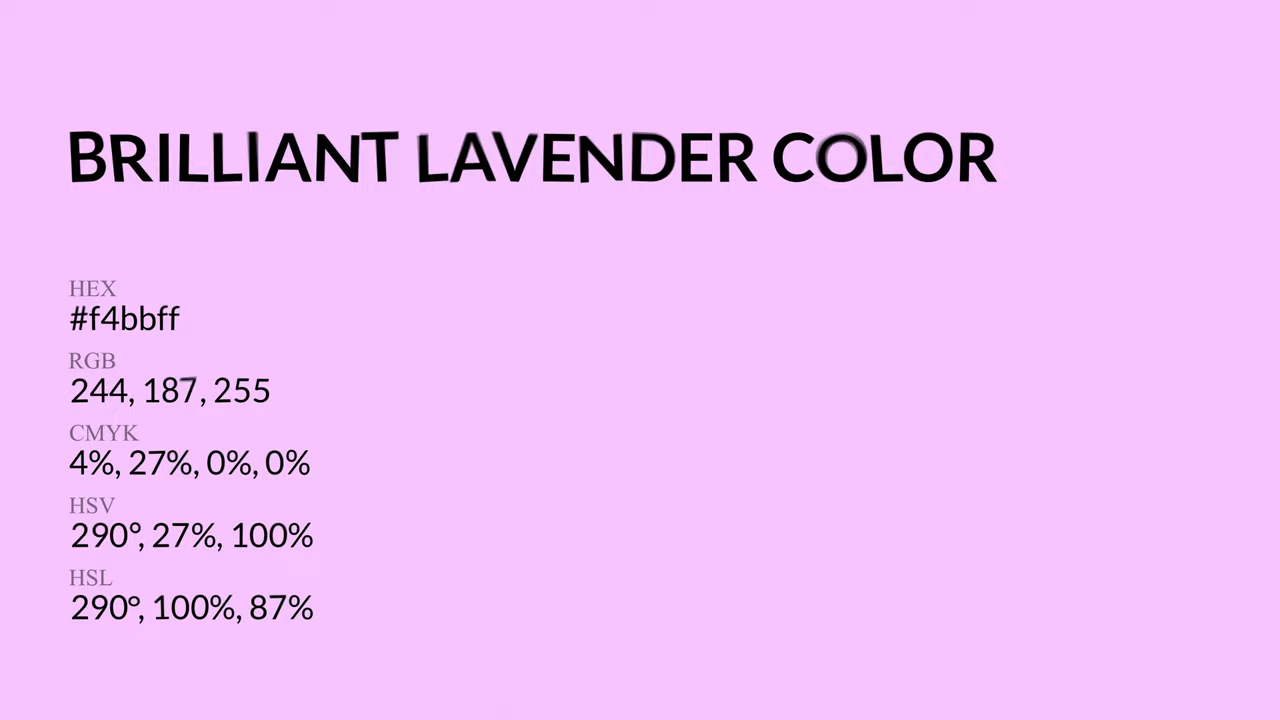 BRILLIANT LAVENDER COLOR
HEX
#f4bbff
RGB
244, 187, 255
CMYK
4%, 27%, 0%, 0%
HSV
290°, 27%, 100%
HSL
290°, 100%, 87%